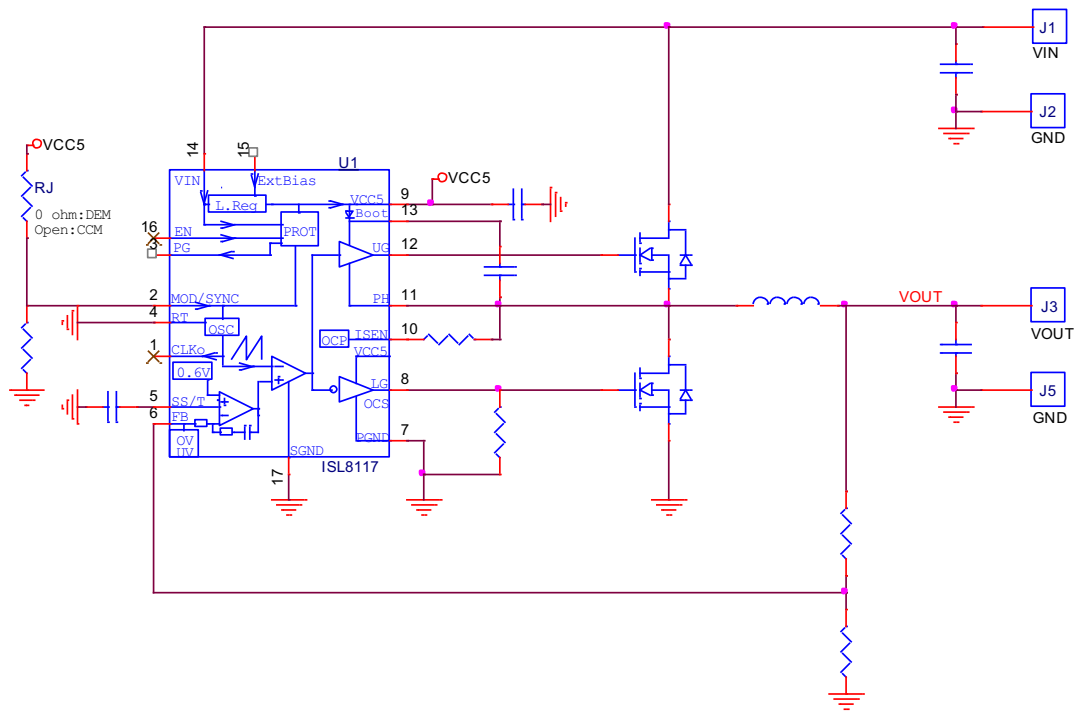 J1
VIN
J2
GND
VCC5
RJ
0 ohm:DEM
Open:CCM
14
15
U1
VIN
ExtBias
L.Reg
VCC5
9
VCC5
Boot
13
16
EN
PROT
3
PG
UG
12
2
MOD/SYNC
PH
11
VOUT
J3
VOUT
4
RT
OSC
OCP
ISEN
10
1
CLKo
VCC5
0.6V
LG
8
OCS
J5
GND
5
SS/T
6
FB
OV
UV
PGND
7
SGND
17
ISL8117